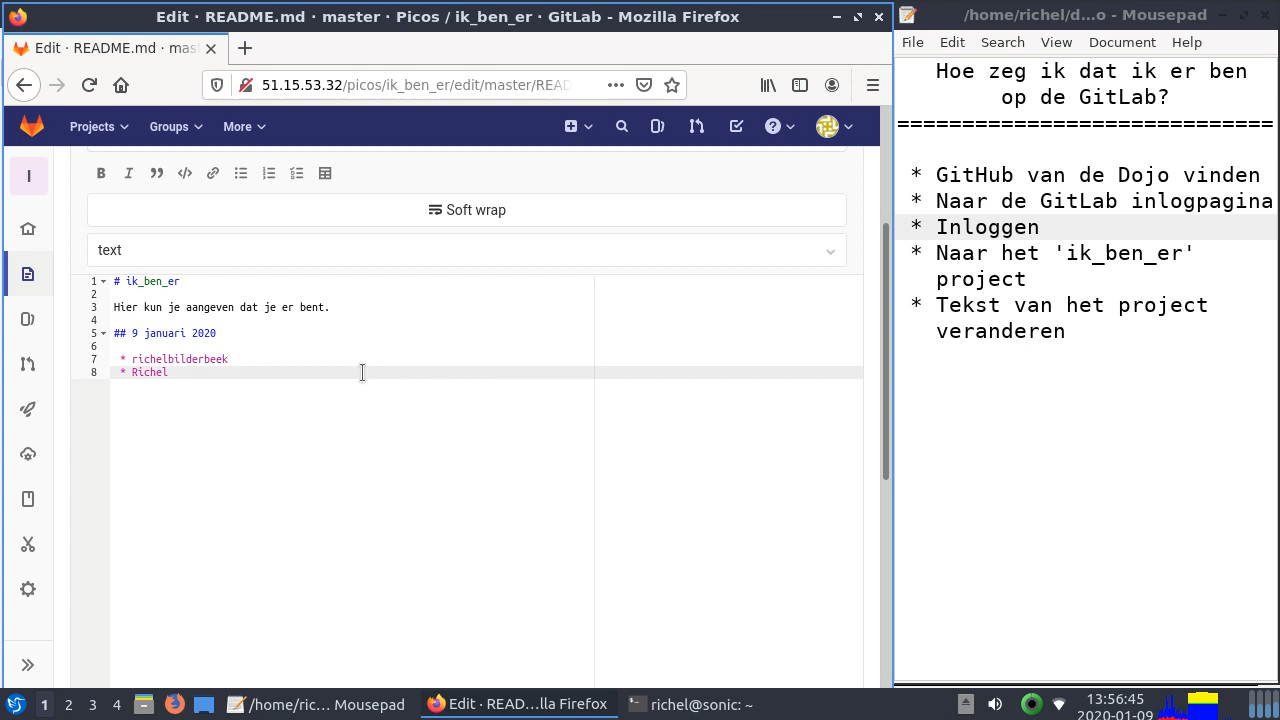 Edit · README.md · master · Picos / ik_ben_er · GitLab - Mozilla Firefox
Edit · README.md · mas
51.15.53.32/picos/ik_ben_er/edit/master/READ
Projects
Groups
More
I
Soft wrap
text
1 # ik_ben_er
2
3 Hier kun je aangeven dat je er bent.
4
5 ## 9 januari 2020
6
7 * richelbilderbeek
8 * Richel
/home/richel/d...o - Mousepad
File Edit Search View Document Help
Hoe zeg ik dat ik er ben
op de GitLab?
=============================
* GitHub van de Dojo vinden
* Naar de GitLab inlogpagina
* Inloggen
* Naar het 'ik_ben_er'
project
* Tekst van het project
veranderen
1 2 3 4
/home/ric... Mousepad
Edit · READ...lla Firefox
richel@sonic: ~
13:56:45
2020-01-09